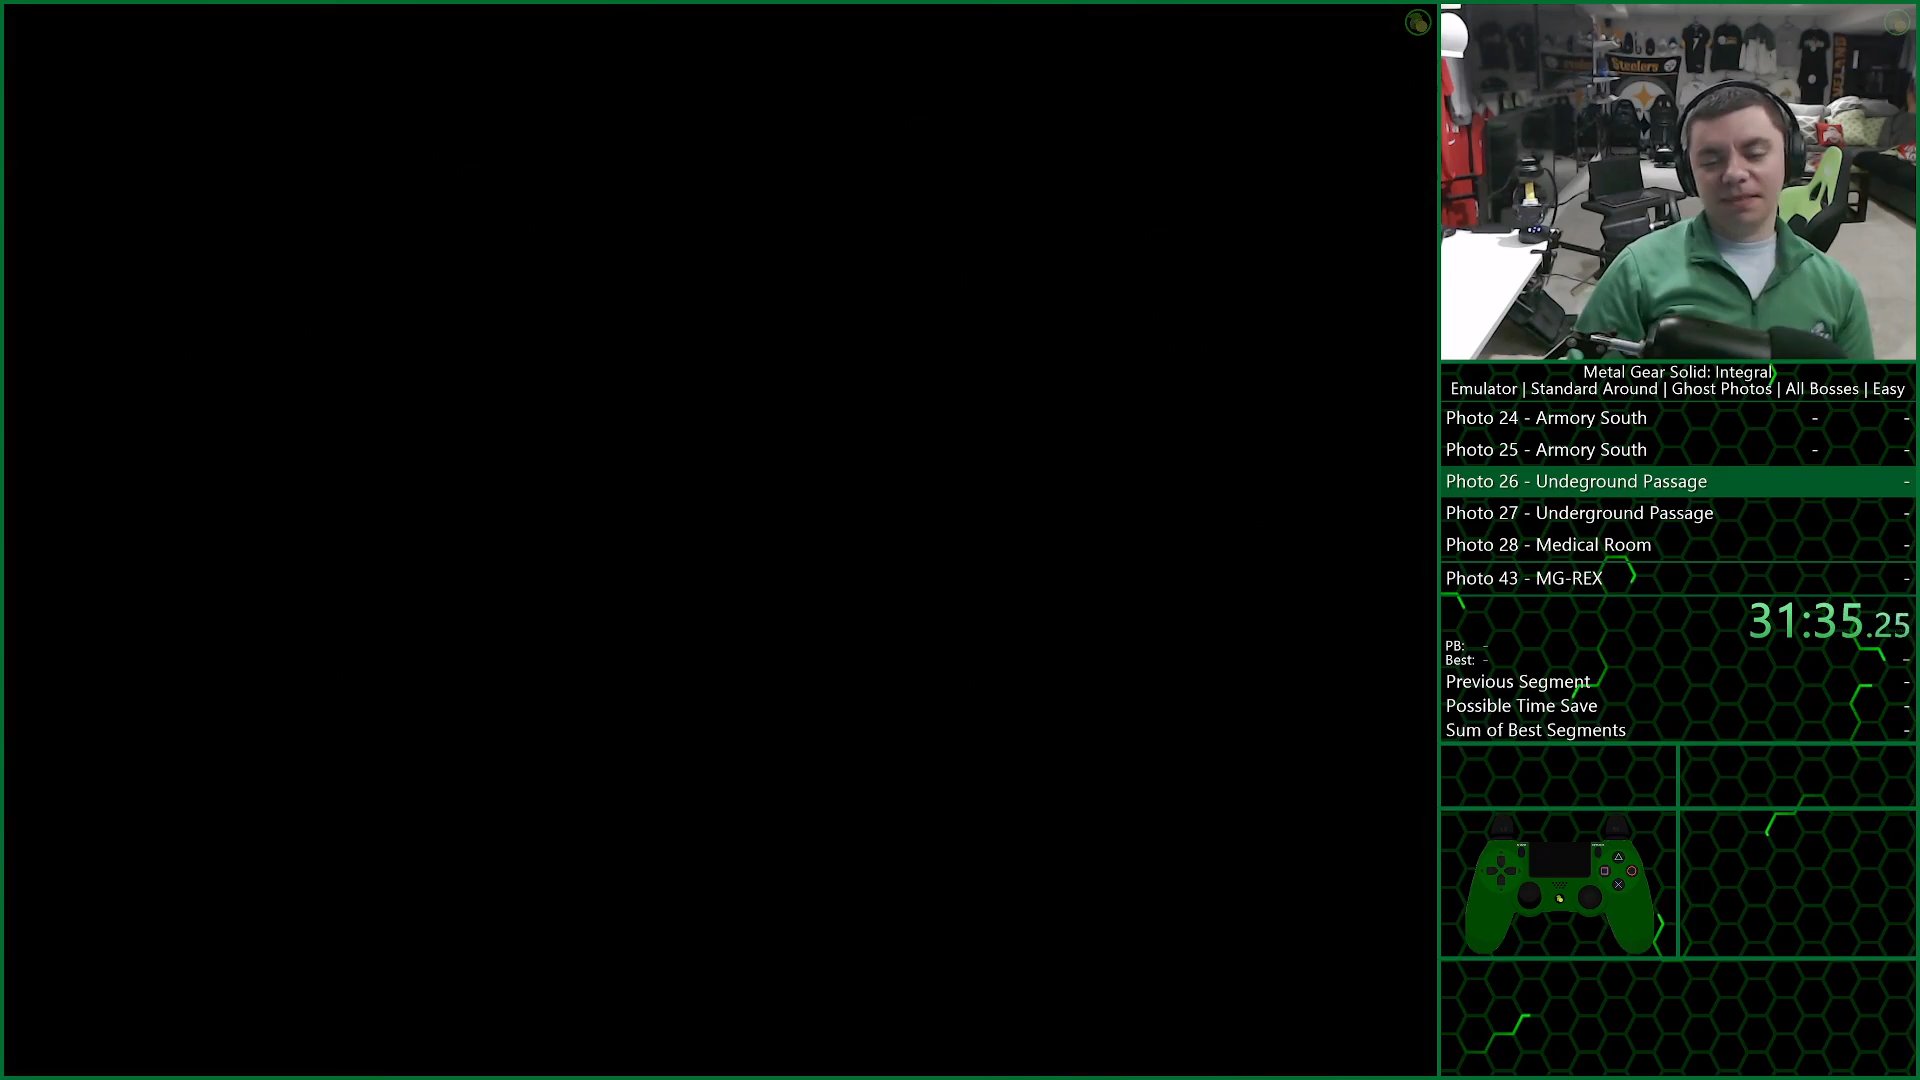 Steelers
Metal Gear Solid: Integral
Emulator | Standard Around | Ghost Photos | All Bosses | Easy
Photo 24 - Armory South - -
Photo 25 - Armory South - -
Photo 26 - Undeground Passage -
Photo 27 - Underground Passage -
Photo 28 - Medical Room -
Photo 43 - MG-REX -
31:35.25
PB: -
Best: - -
Previous Segment -
Possible Time Save -
Sum of Best Segments -